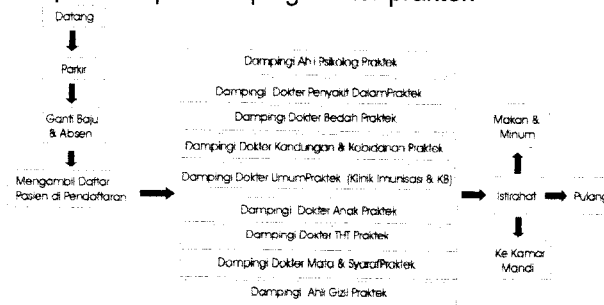 Datang
Parkir
Ganti Baju
& Absen
Mengambil Daftar
Pasien di Pendaftaran
Dampingi Ahli Psikolog Praktek
Dampingi Dokter Penyakit DalamPraktek
Dampingi Dokter Bedah Praktek
Dampingi Dokter Kandungan & Kebidanan Praktek
Dampingi Dokter UmumPraktek (Klinik Imunisasi & KB)
Dampingi Dokter Anak Praktek
Dampingi Dokter THT Praktek
Dampingi Dokter Mata & SyarafPraktek
Dampingi Ahli Gizi Praktek
Makan &
Minum
Istirahat
Pulang
Ke Kamar
Mandi